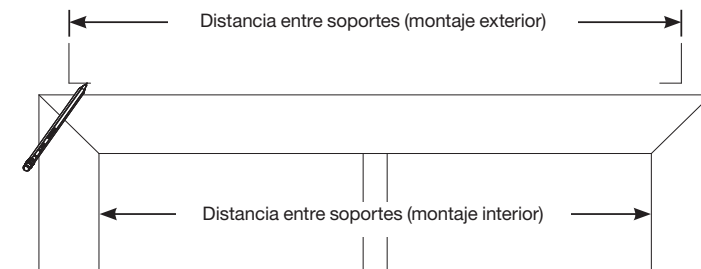 Distancia entre soportes (montaje exterior)
Distancia entre soportes (montaje interior)